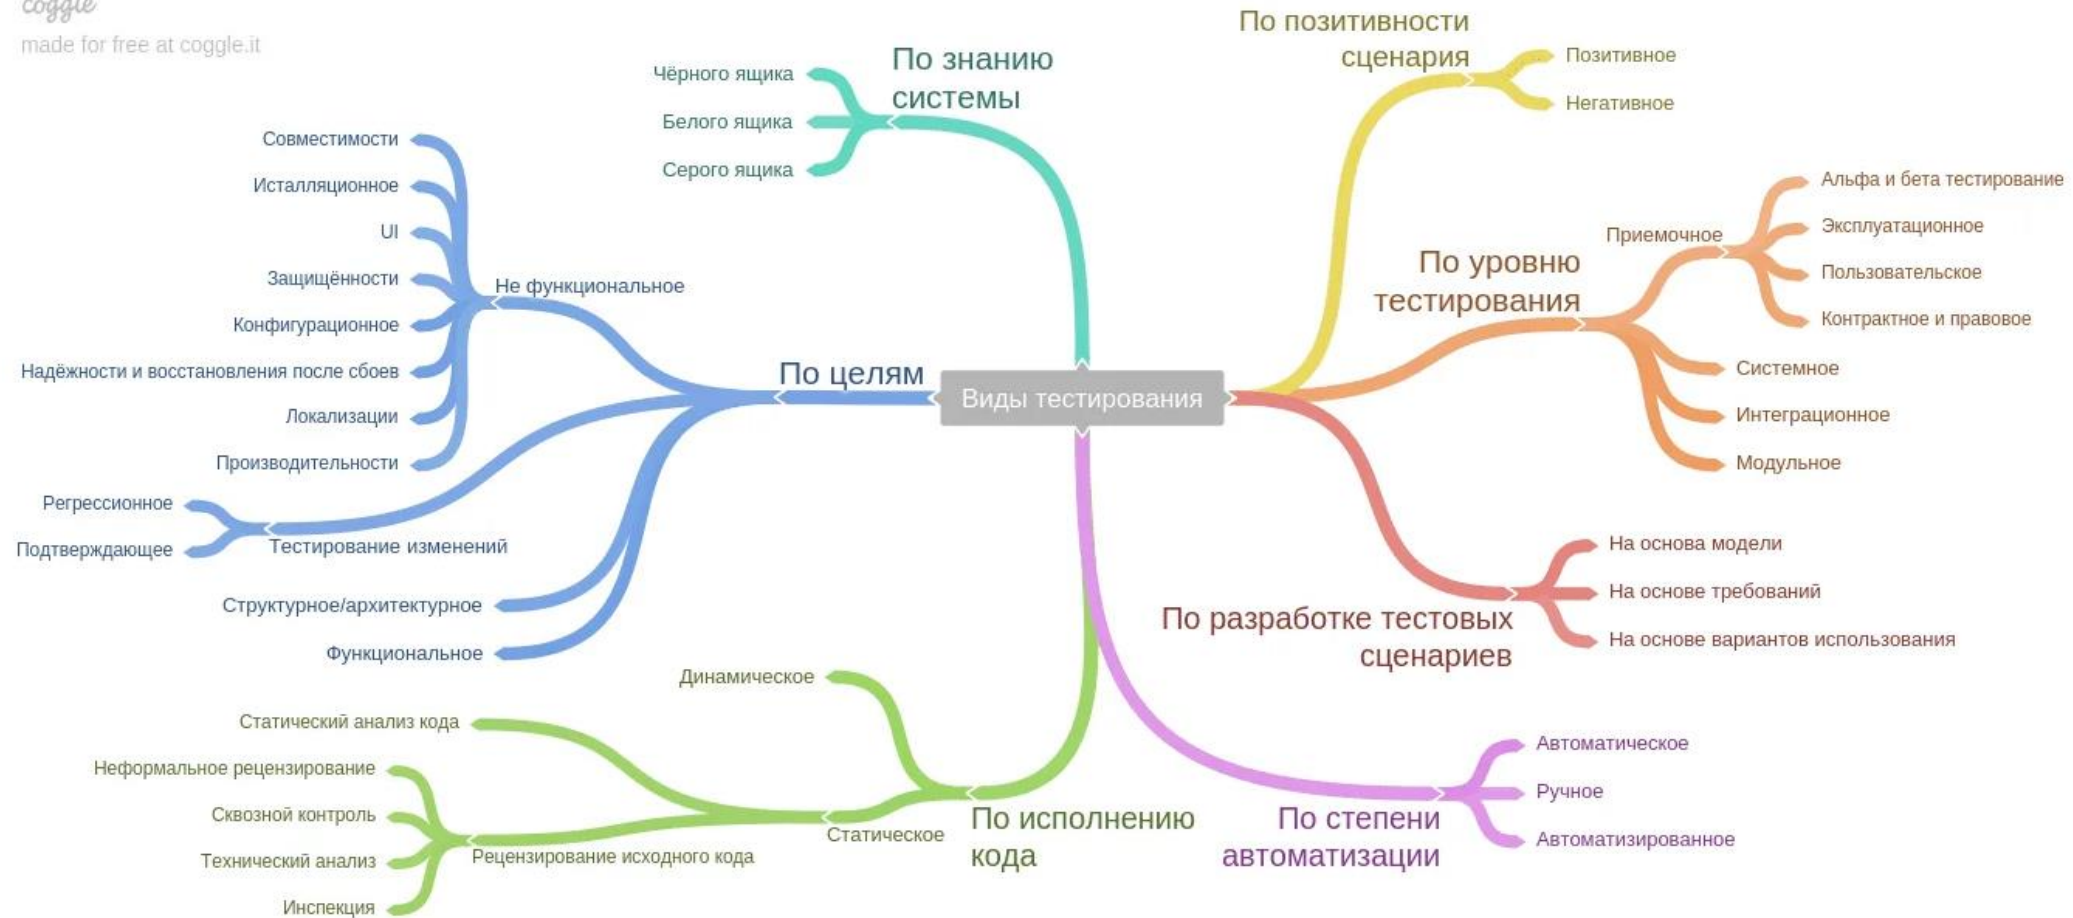 coggle
made for free at coggle.it
По знанию
системы
Чёрного ящика
Белого ящика
Серого ящика
По позитивности
сценария
Позитивное
Негативное
Совместимости
Исталляционное
UI
Защищённости
Конфигурационное
Надёжности и восстановления после сбоев
Локализации
Производительности
Не функциональное
По целям
Виды тестирования
По уровню
тестирования
Приемочное
Альфа и бета тестирование
Эксплуатационное
Пользовательское
Контрактное и правовое
Системное
Интеграционное
Модульное
Регрессионное
Подтверждающее
Тестирование изменений
Структурное/архитектурное
Функциональное
По разработке тестовых
сценариев
На основа модели
На основе требований
На основе вариантов использования
Динамическое
Статический анализ кода
Неформальное рецензирование
Сквозной контроль
Технический анализ
Инспекция
Рецензирование исходного кода
Статическое
По исполнению
кода
По степени
автоматизации
Автоматическое
Ручное
Автоматизированное